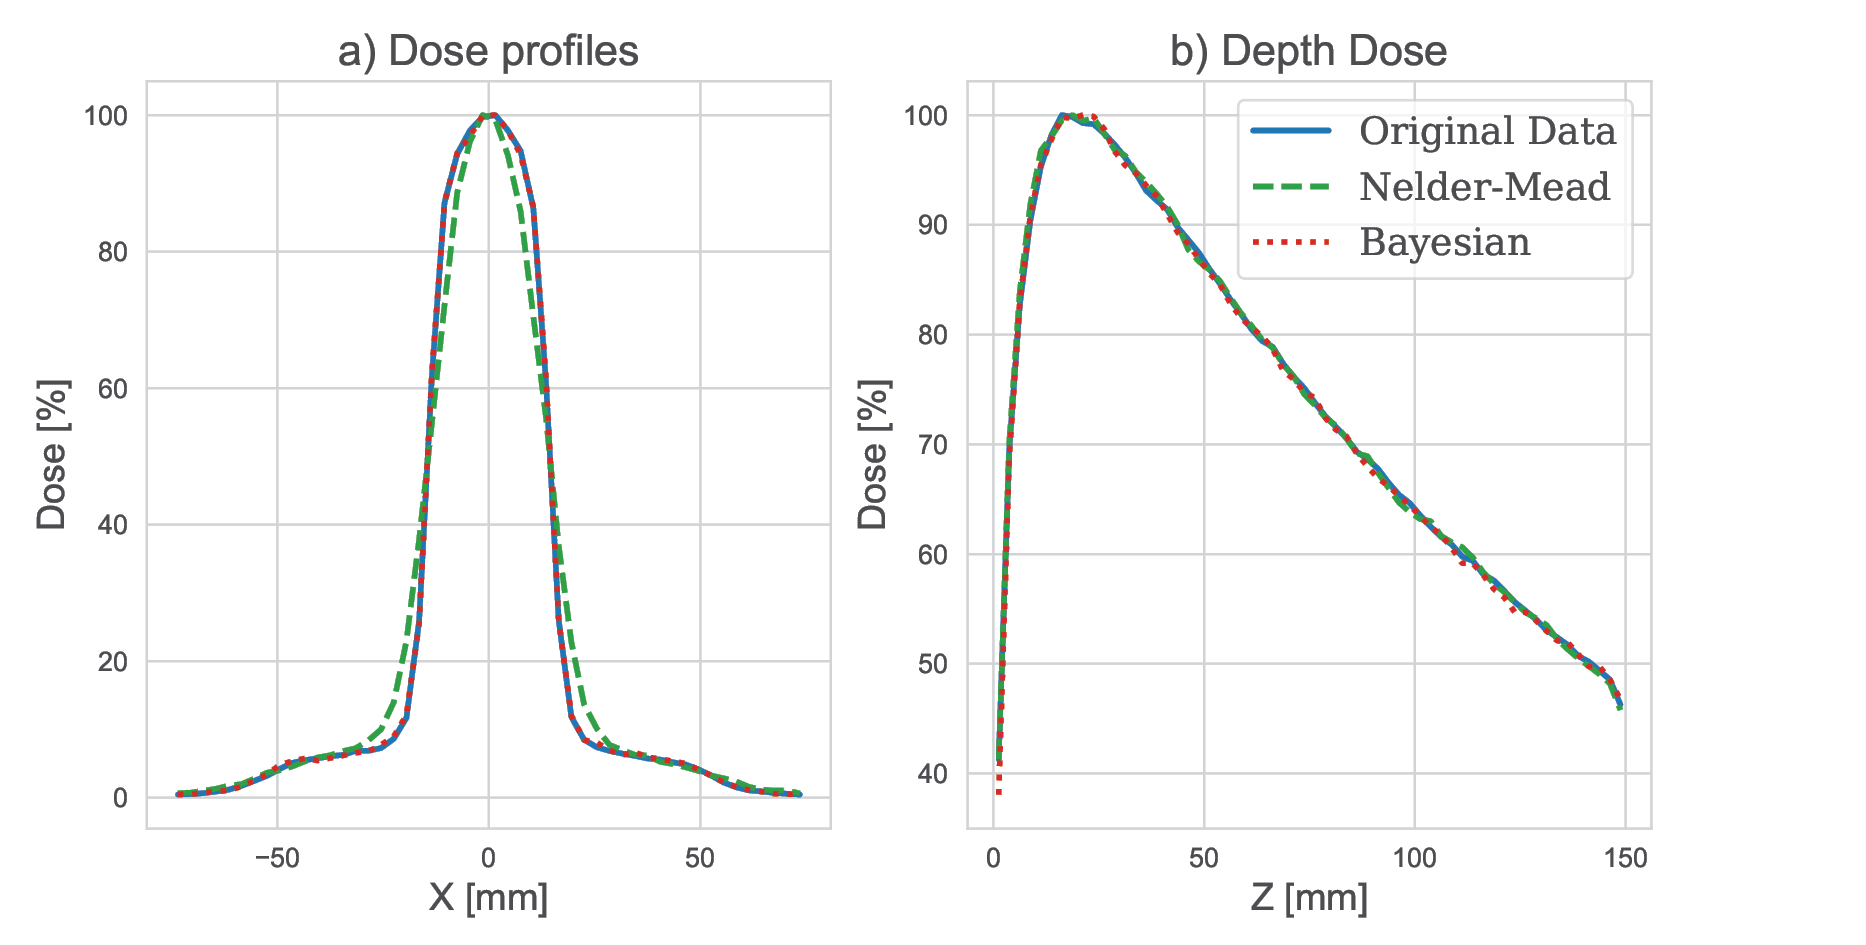 a) Dose profiles
100
80
60
40
20
0
Dose [%]
−50
0
50
X [mm]
b) Depth Dose
100
90
80
70
60
50
40
Dose [%]
Original Data
Nelder-Mead
Bayesian
0
50
100
150
Z [mm]